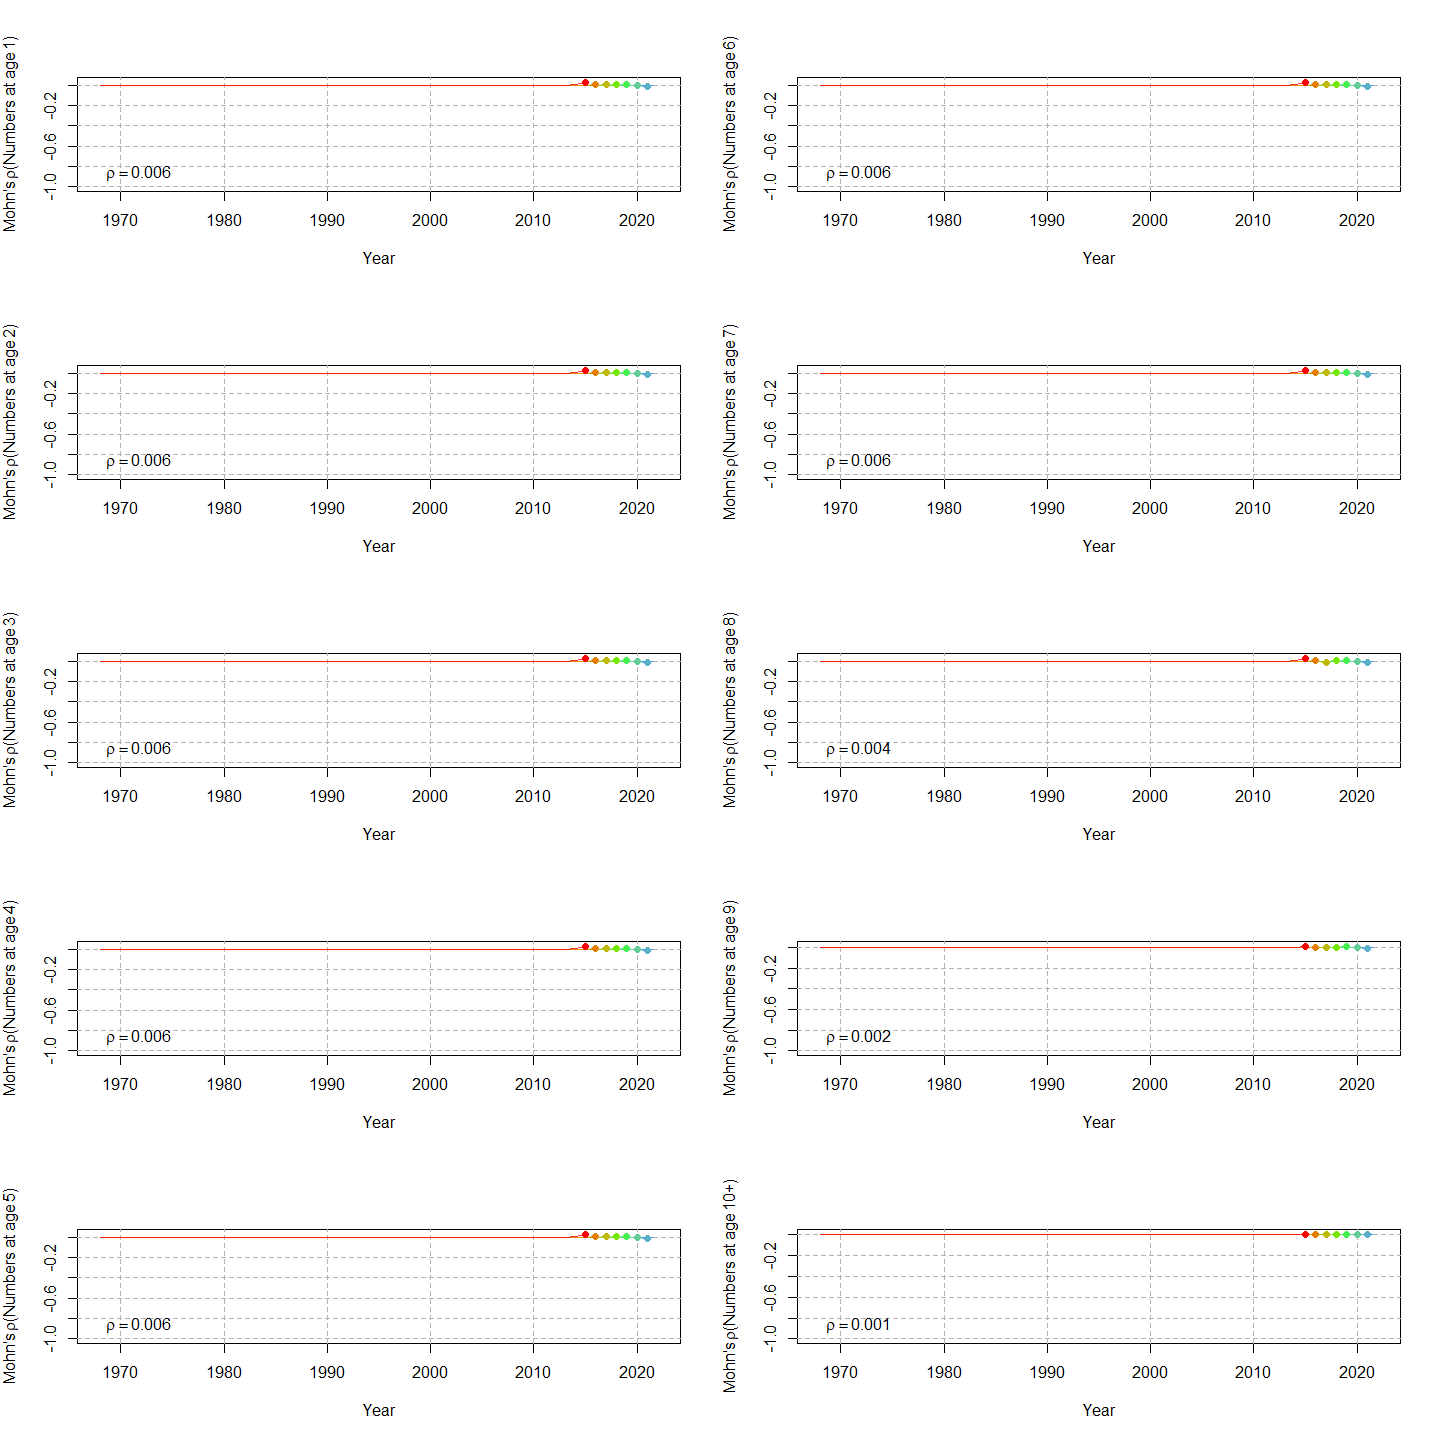 Mohn's ρ(Numbers at age 1)
-0.2
-0.6
-1.0
ρ = 0.006
1970 1980 1990 2000 2010 2020
Year
Mohn's ρ(Numbers at age 6)
-0.2
-0.6
-1.0
ρ = 0.006
1970 1980 1990 2000 2010 2020
Year
Mohn's ρ(Numbers at age 2)
-0.2
-0.6
-1.0
ρ = 0.006
1970 1980 1990 2000 2010 2020
Year
Mohn's ρ(Numbers at age 7)
-0.2
-0.6
-1.0
ρ = 0.006
1970 1980 1990 2000 2010 2020
Year
Mohn's ρ(Numbers at age 3)
-0.2
-0.6
-1.0
ρ = 0.006
1970 1980 1990 2000 2010 2020
Year
Mohn's ρ(Numbers at age 8)
-0.2
-0.6
-1.0
ρ = 0.004
1970 1980 1990 2000 2010 2020
Year
Mohn's ρ(Numbers at age 4)
-0.2
-0.6
-1.0
ρ = 0.006
1970 1980 1990 2000 2010 2020
Year
Mohn's ρ(Numbers at age 9)
-0.2
-0.6
-1.0
ρ = 0.002
1970 1980 1990 2000 2010 2020
Year
Mohn's ρ(Numbers at age 5)
-0.2
-0.6
-1.0
ρ = 0.006
1970 1980 1990 2000 2010 2020
Year
Mohn's ρ(Numbers at age 10+)
-0.2
-0.6
-1.0
ρ = 0.001
1970 1980 1990 2000 2010 2020
Year